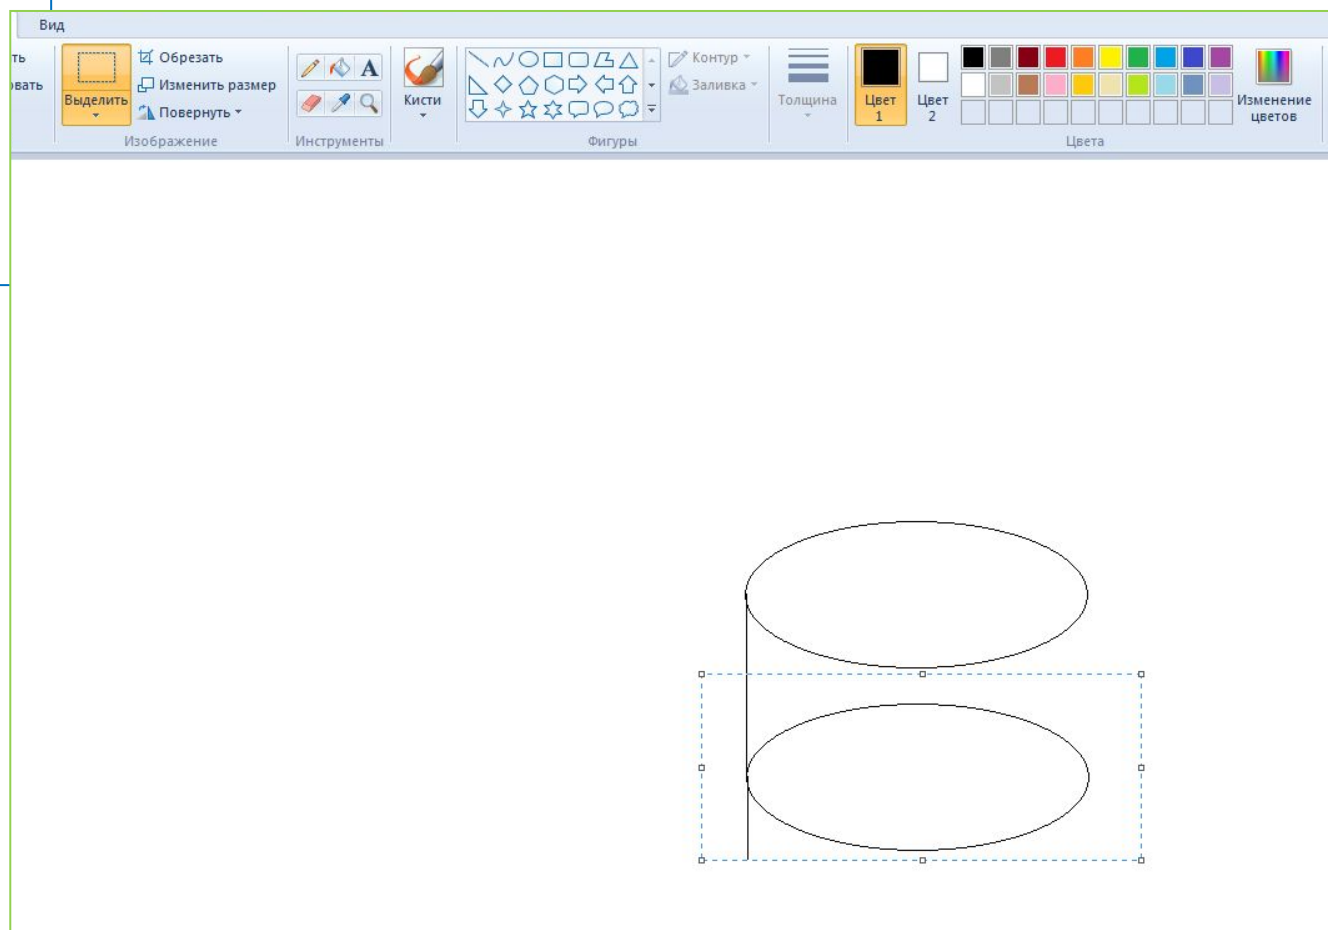 Вид
ть
овать
Выделить
Обрезать
Изменить размер
Повернуть
Изображение
A
Инструменты
Кисти
Контур
Заливка
Фигуры
Толщина
Цвет
1
Цвет
2
Изменение
цветов
Цвета